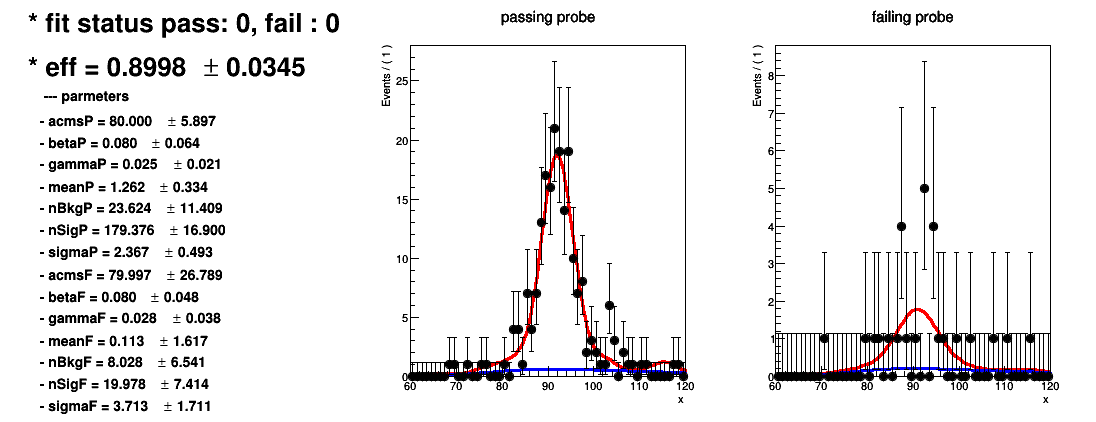 * fit status pass: 0, fail : 0
* eff = 0.8998 ± 0.0345
--- parmeters
- acmsP = 80.000 ± 5.897
- betaP = 0.080 ± 0.064
- gammaP = 0.025 ± 0.021
- meanP = 1.262 ± 0.334
- nBkgP = 23.624 ± 11.409
- nSigP = 179.376 ± 16.900
- sigmaP = 2.367 ± 0.493
- acmsF = 79.997 ± 26.789
- betaF = 0.080 ± 0.048
- gammaF = 0.028 ± 0.038
- meanF = 0.113 ± 1.617
- nBkgF = 8.028 ± 6.541
- nSigF = 19.978 ± 7.414
- sigmaF = 3.713 ± 1.711
passing probe
Events / ( 1 )
25
20
15
10
5
0
60 70 80 90 100 110 120
x
failing probe
Events / ( 1 )
8
7
6
5
4
3
2
1
0
60 70 80 90 100 110 120
x